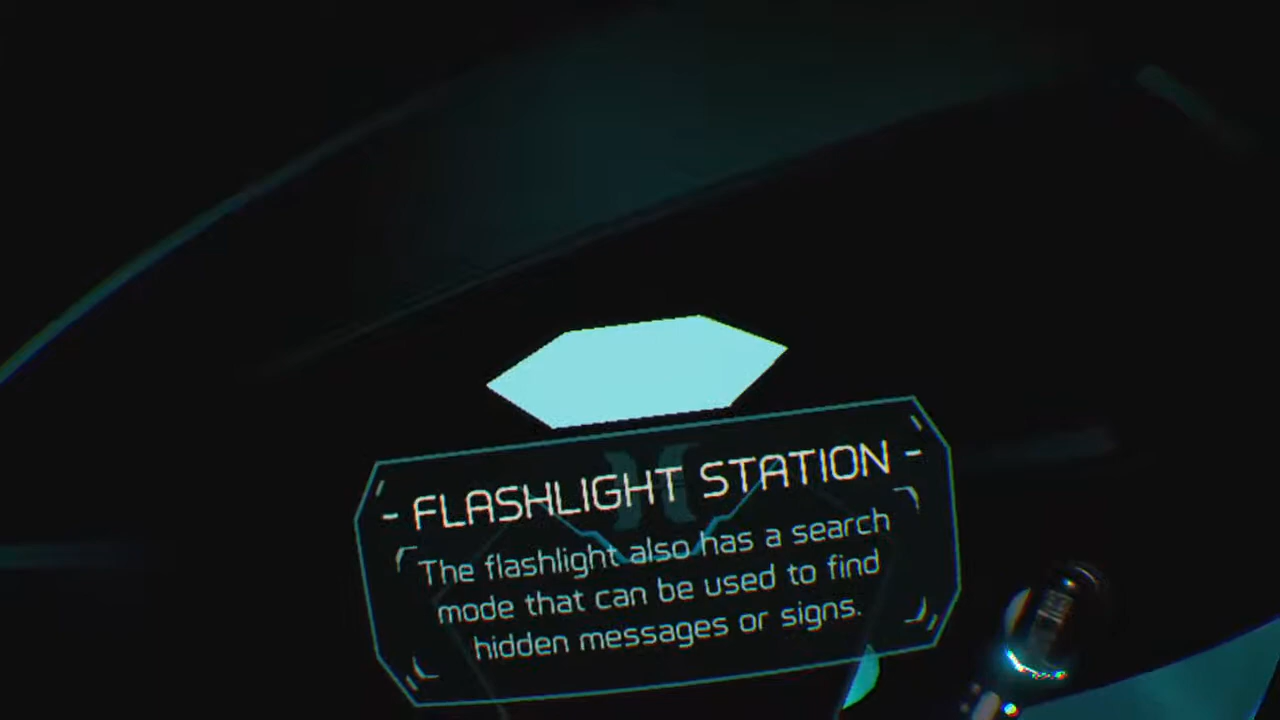 - FLASHLIGHT STATION -
The flashlight also has a search
mode that can be used to find
hidden messages or signs.